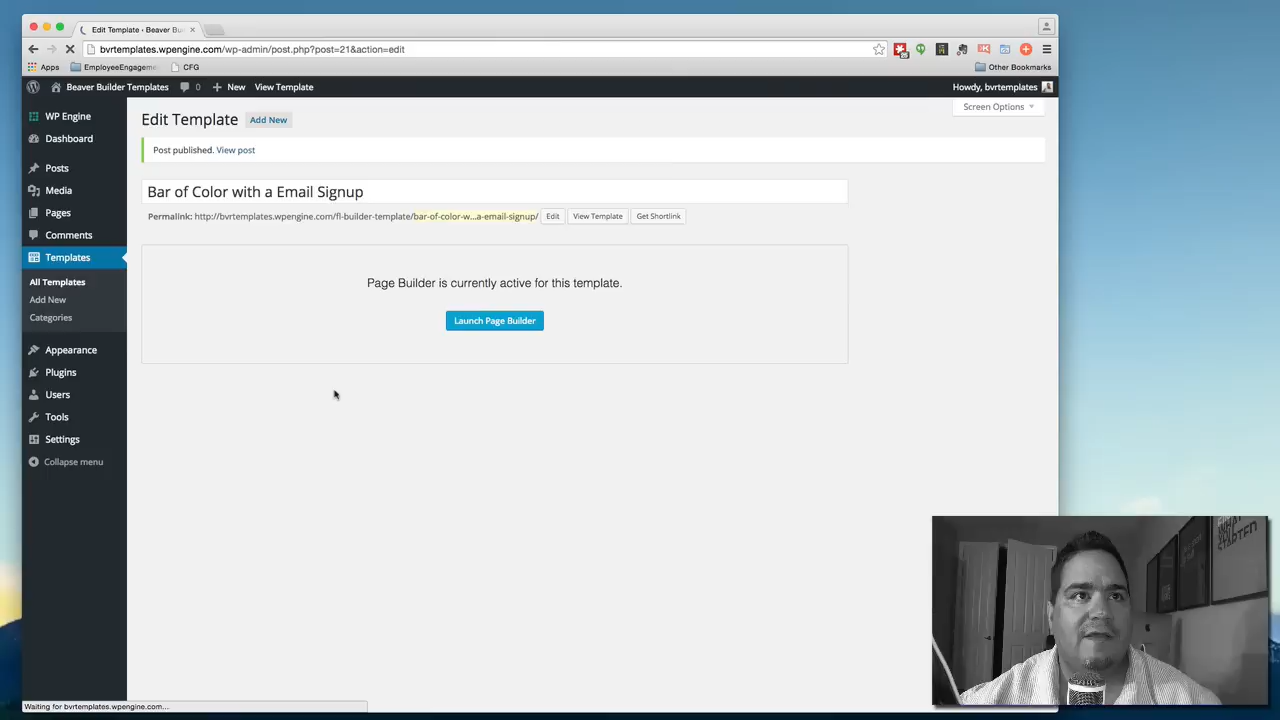 Edit Template ‹ Beaver Bui
bvrtemplates.wpengine.com/wp-admin/post.php?post=21&action=edit
Apps
EmployeeEngageme
CFG
Other Bookmarks
Beaver Builder Templates
0
New
View Template
Howdy, bvrtemplates
WP Engine
Dashboard
Posts
Media
Pages
Comments
Templates
All Templates
Add New
Categories
Appearance
Plugins
Users
Tools
Settings
Collapse menu
Screen Options
Edit Template
Add New
Post published. View post
Bar of Color with a Email Signup
Permalink: http://bvrtemplates.wpengine.com/fl-builder-template/bar-of-color-w...a-email-signup/
Edit
View Template
Get Shortlink
Page Builder is currently active for this template.
Launch Page Builder
Waiting for bvrtemplates.wpengine.com...
STARTED